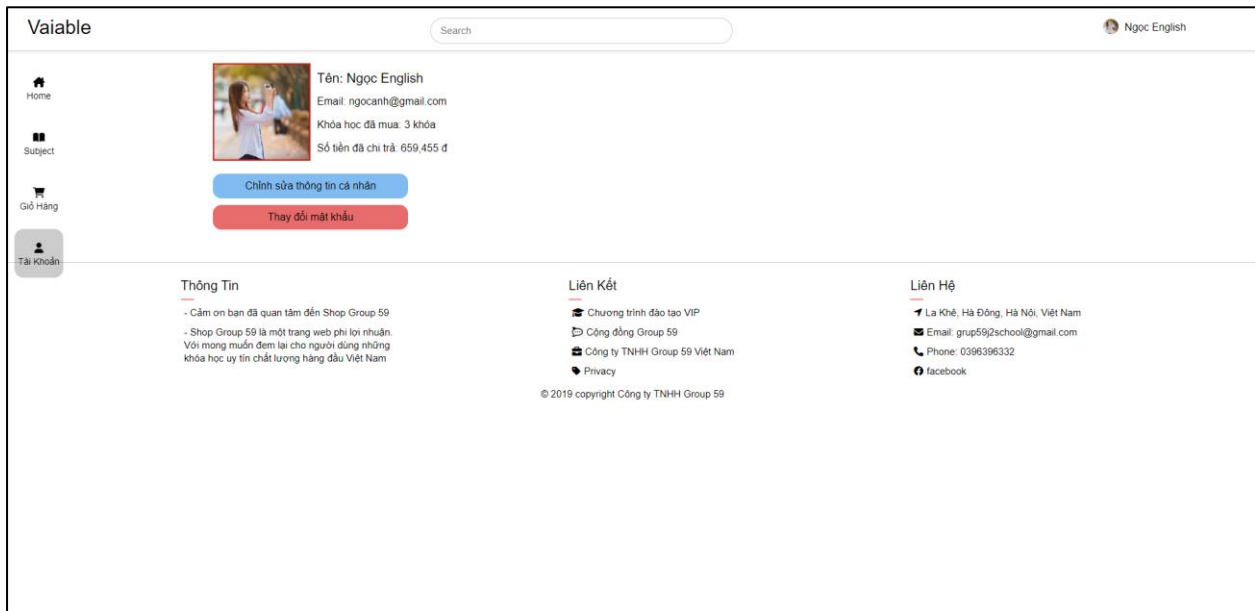 Vaiable
Search
Ngọc English
Home
Subject
Giỏ Hàng
Tài Khoản
Tên: Ngọc English
Email: ngocanh@gmail.com
Khóa học đã mua: 3 khóa
Số tiền đã chi trả: 659,455 đ
Chỉnh sửa thông tin cá nhân
Thay đổi mật khẩu
Thông Tin
- Cảm ơn bạn đã quan tâm đến Shop Group 59
- Shop Group 59 là một trang web phi lợi nhuận.
Với mong muốn đem lại cho người dùng những
khóa học uy tín chất lượng hàng đầu Việt Nam
Liên Kết
Chương trình đào tạo VIP
Cộng đồng Group 59
Công ty TNHH Group 59 Việt Nam
Privacy
Liên Hệ
La Khê, Hà Đông, Hà Nội, Việt Nam
Email: grup59j2school@gmail.com
Phone: 0396396332
facebook
© 2019 copyright Công ty TNHH Group 59